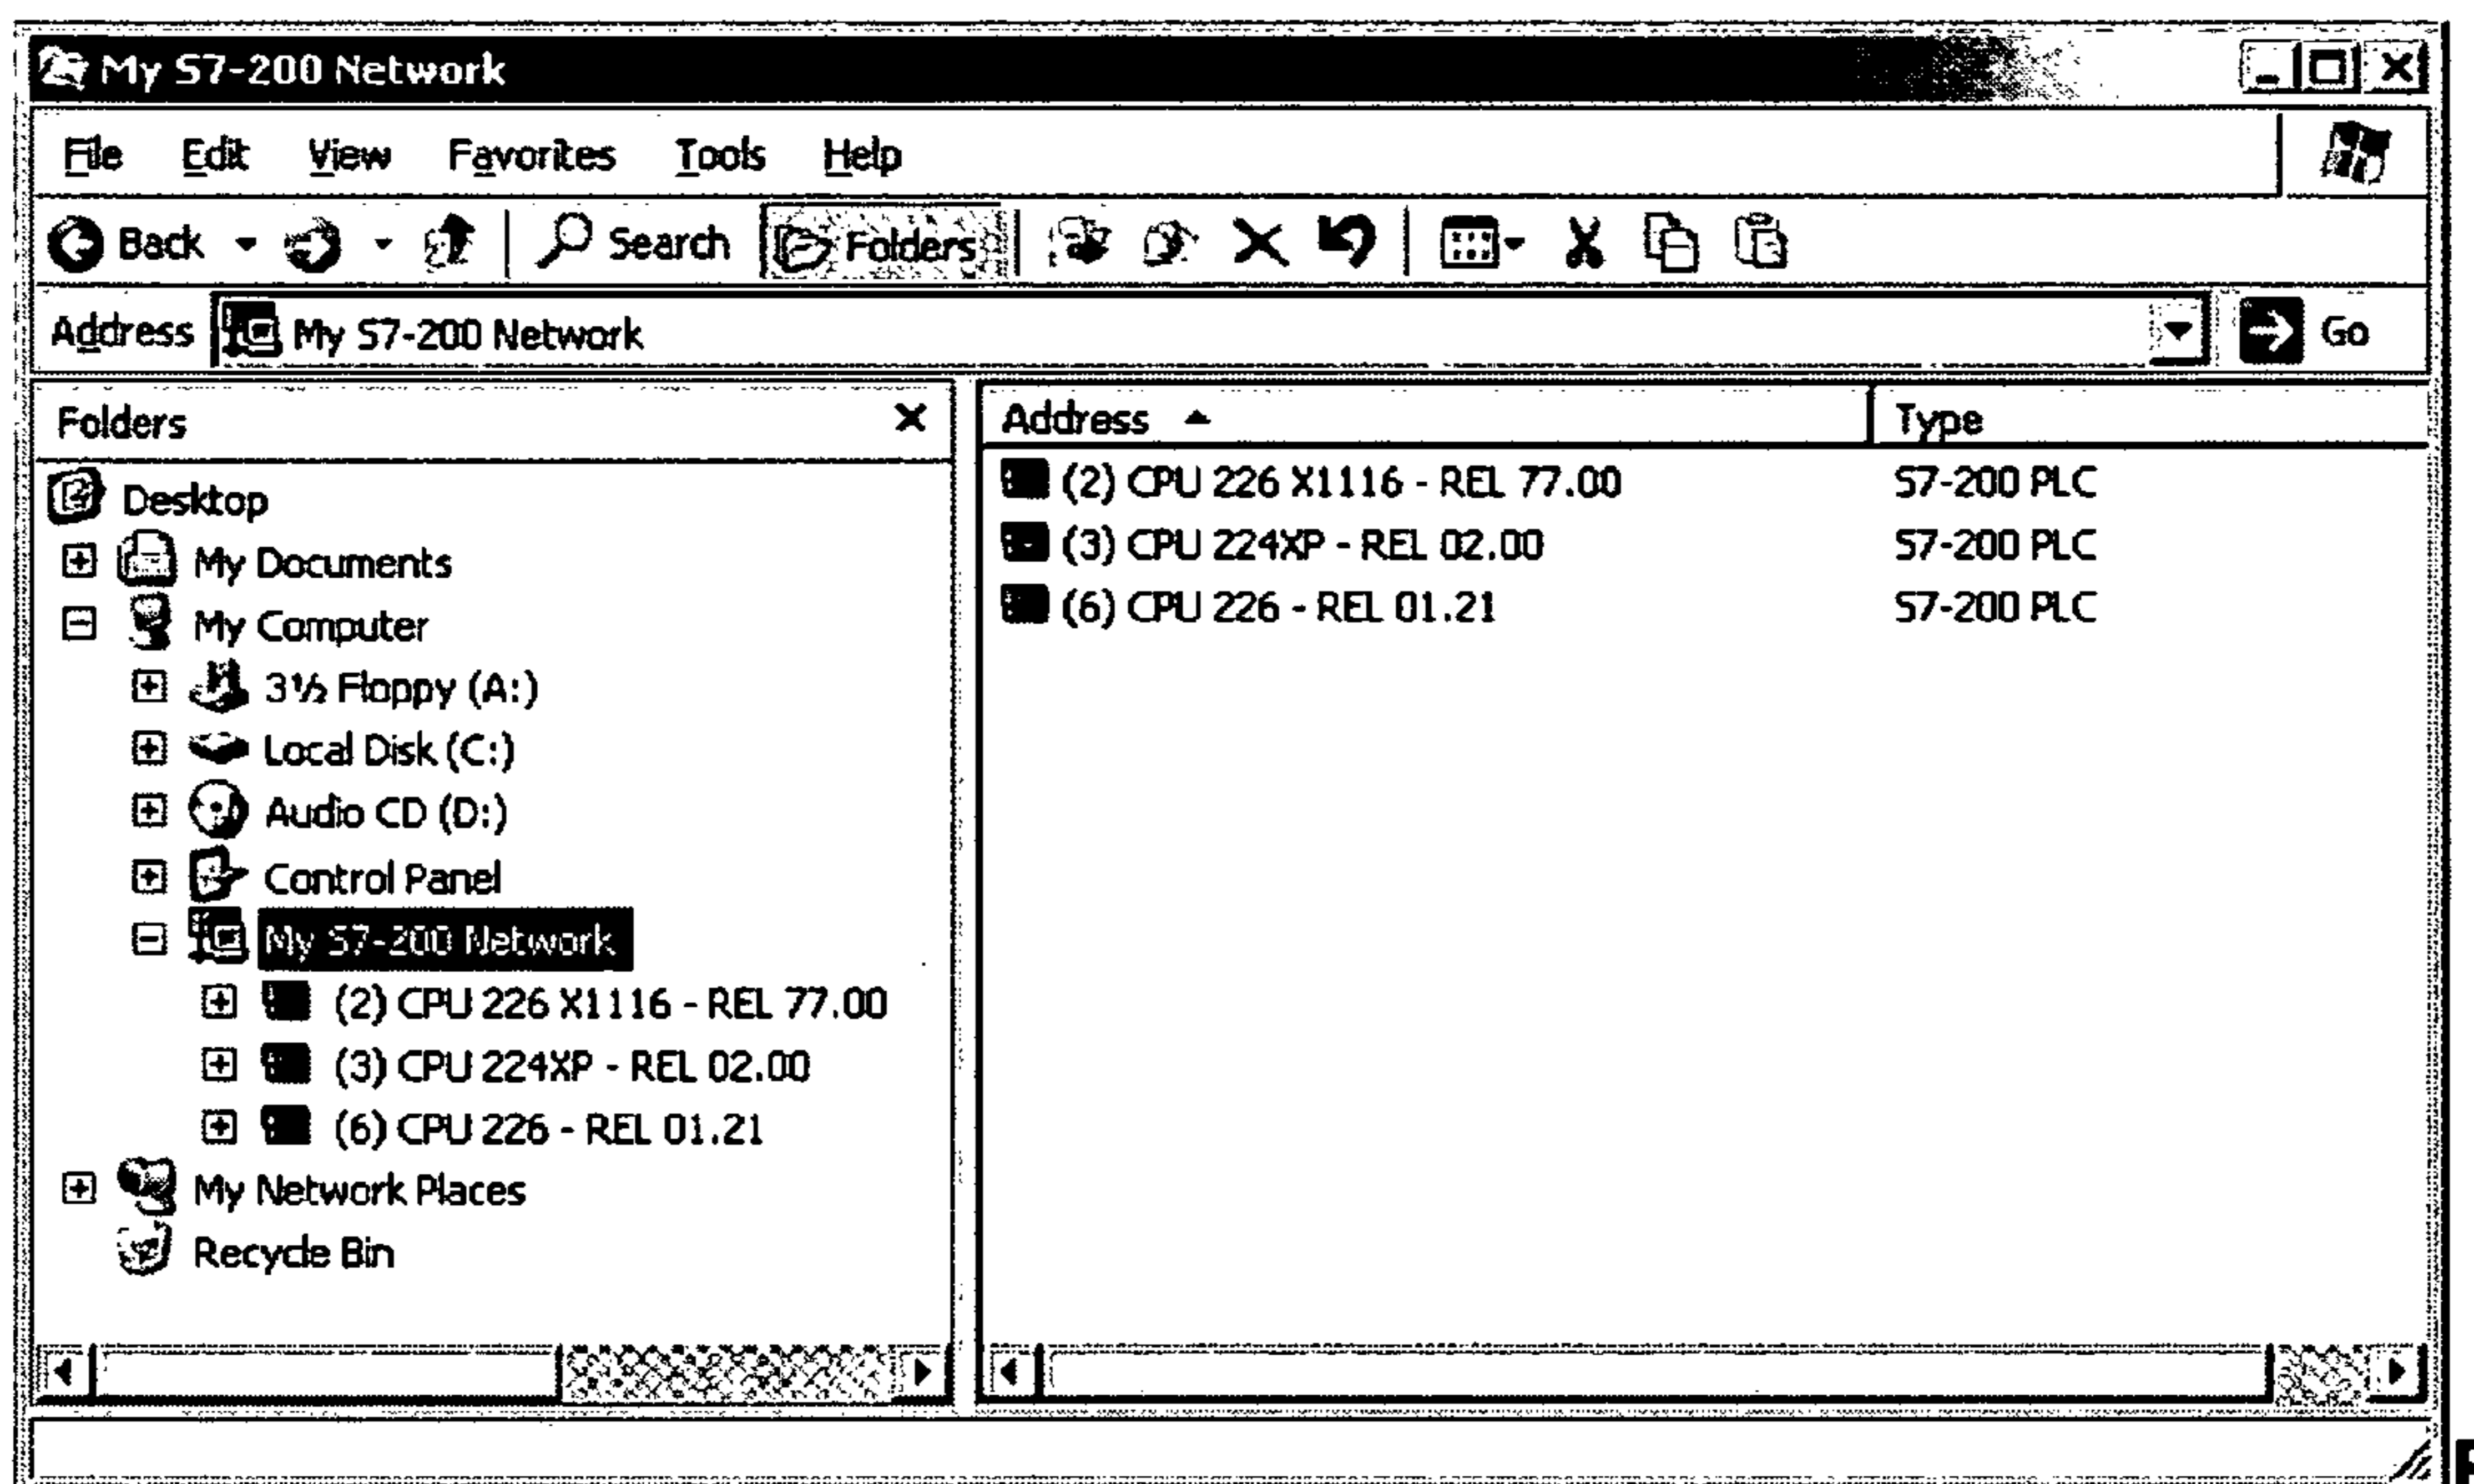 My S7-200 Network
File Edit View Favorites Tools Help
Back Search Folders
Address My S7-200 Network Go
Folders
Desktop
My Documents
My Computer
3½ Floppy (A:)
Local Disk (C:)
Audio CD (D:)
Control Panel
My S7-200 Network
(2) CPU 226 X1116 - REL 77.00
(3) CPU 224XP - REL 02.00
(6) CPU 226 - REL 01.21
My Network Places
Recycle Bin
Address Type
(2) CPU 226 X1116 - REL 77.00 S7-200 PLC
(3) CPU 224XP - REL 02.00 S7-200 PLC
(6) CPU 226 - REL 01.21 S7-200 PLC